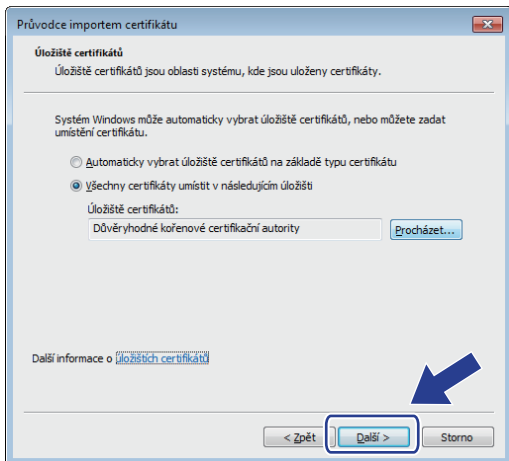 Průvodce importem certifikátu
Úložiště certifikátů
Úložiště certifikátů jsou oblasti systému, kde jsou uloženy certifikáty.
Systém Windows může automaticky vybrat úložiště certifikátů, nebo můžete zadat
umístění certifikátu.
Automaticky vybrat úložiště certifikátů na základě typu certifikátu
Všechny certifikáty umístit v následujícím úložišti
Úložiště certifikátů:
Důvěryhodné kořenové certifikační autority
Procházet...
Další informace o úložištích certifikátů
< Zpět
Další >
Storno